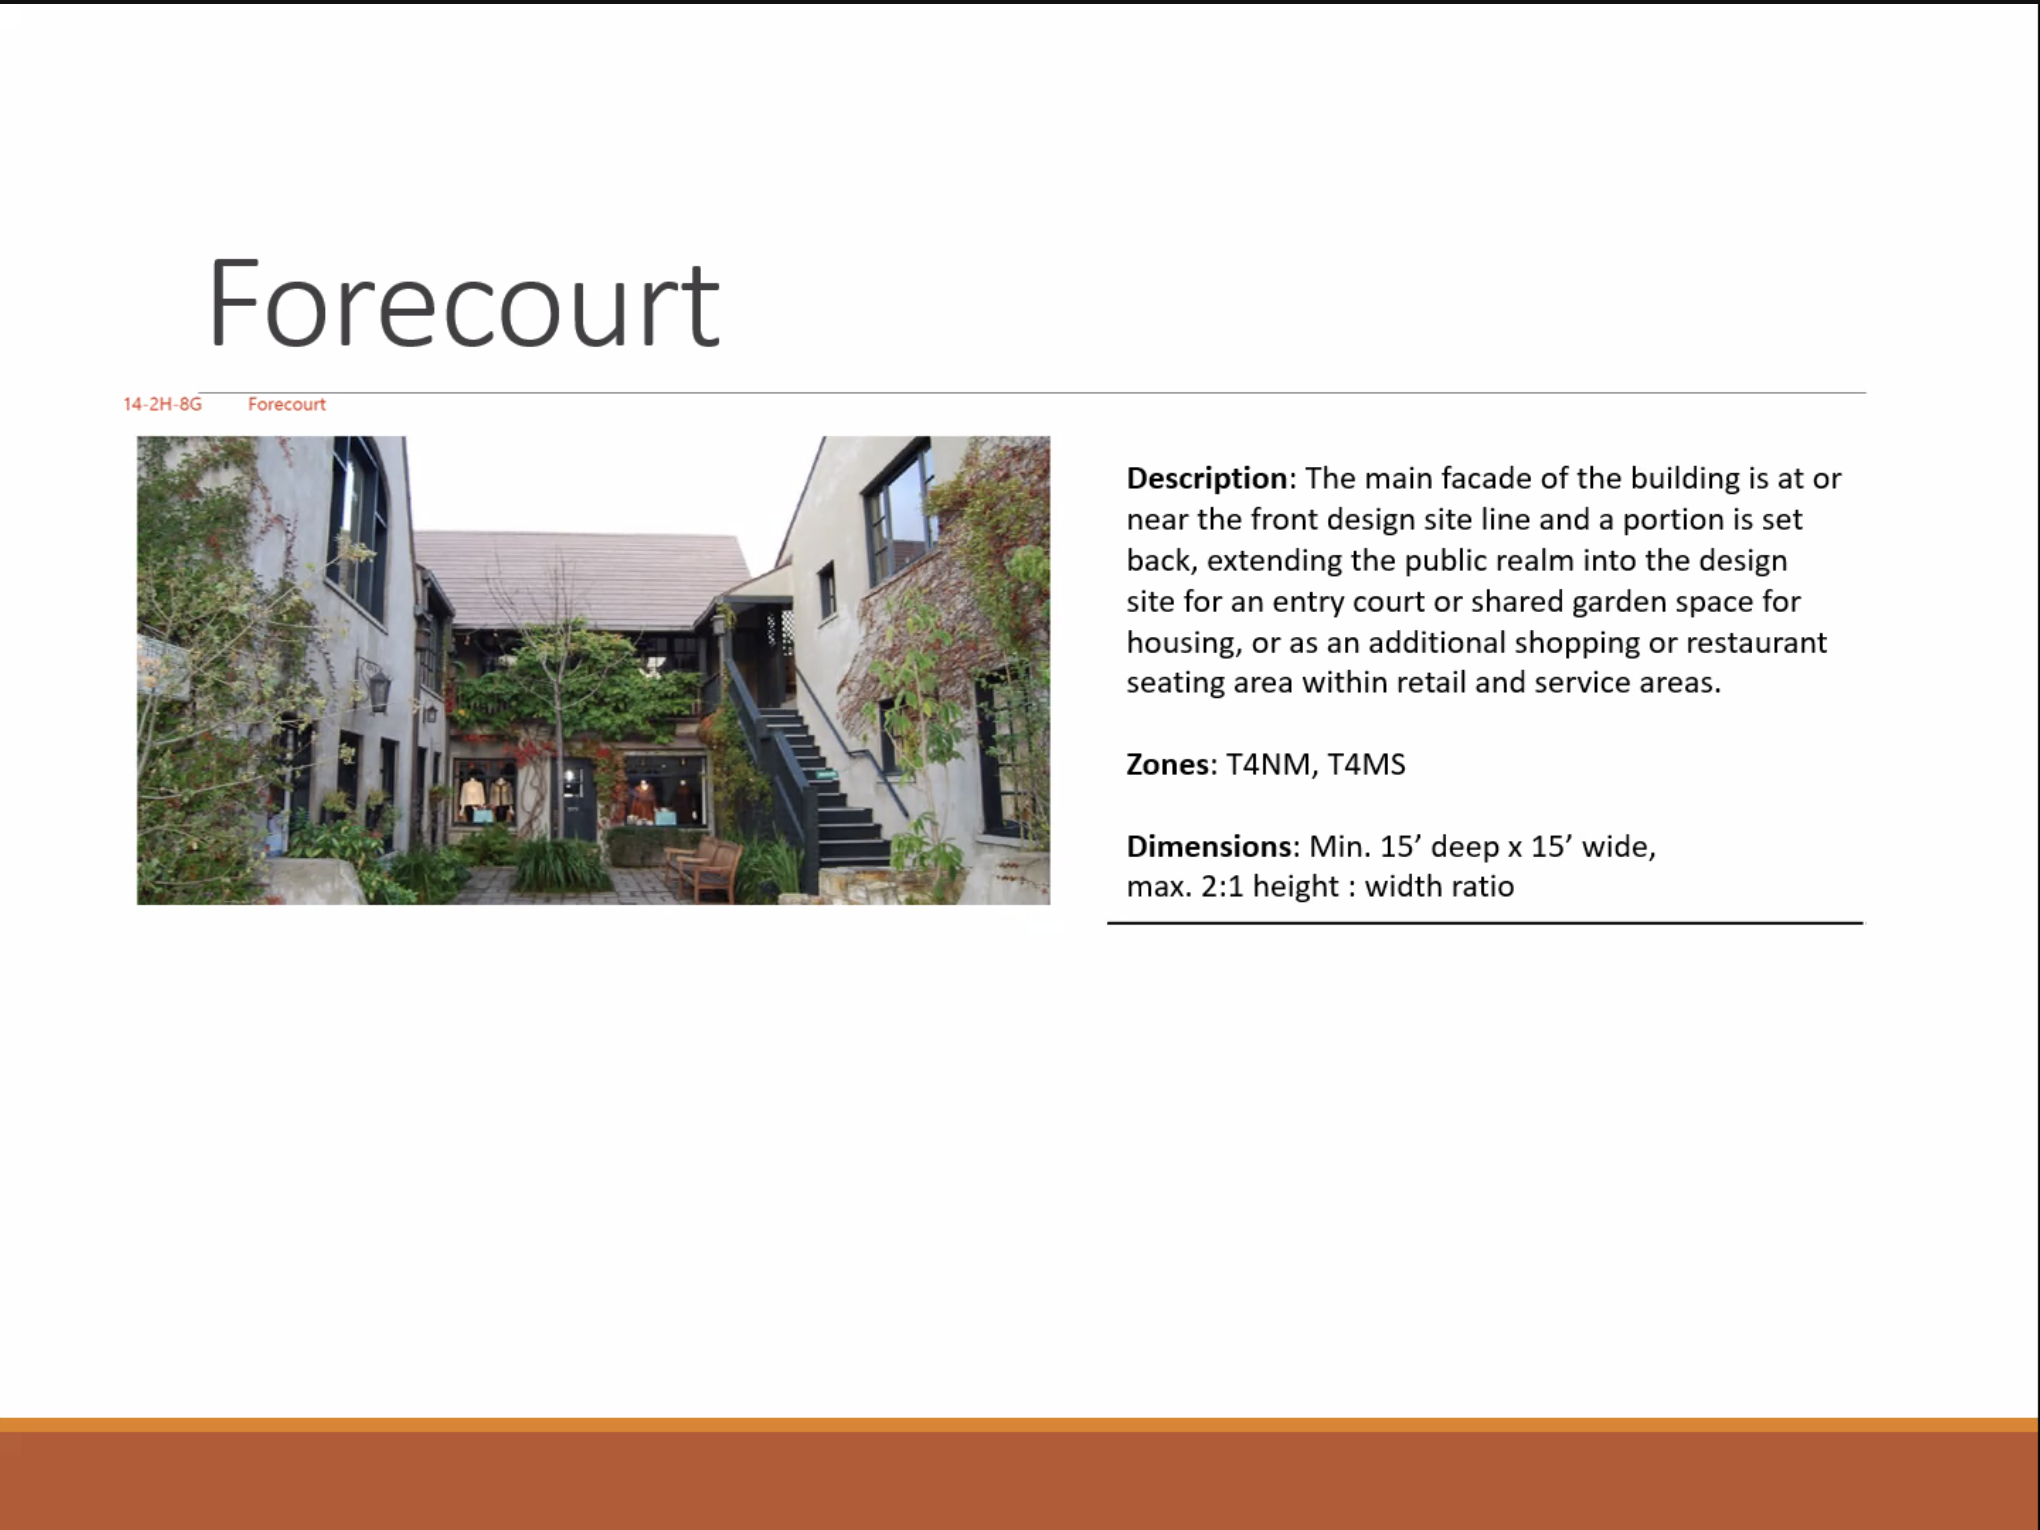 Forecourt
14-2H-8G Forecourt
Description: The main facade of the building is at or
near the front design site line and a portion is set
back, extending the public realm into the design
site for an entry court or shared garden space for
housing, or as an additional shopping or restaurant
seating area within retail and service areas.
Zones: T4NM, T4MS
Dimensions: Min. 15’ deep x 15’ wide,
max. 2:1 height : width ratio